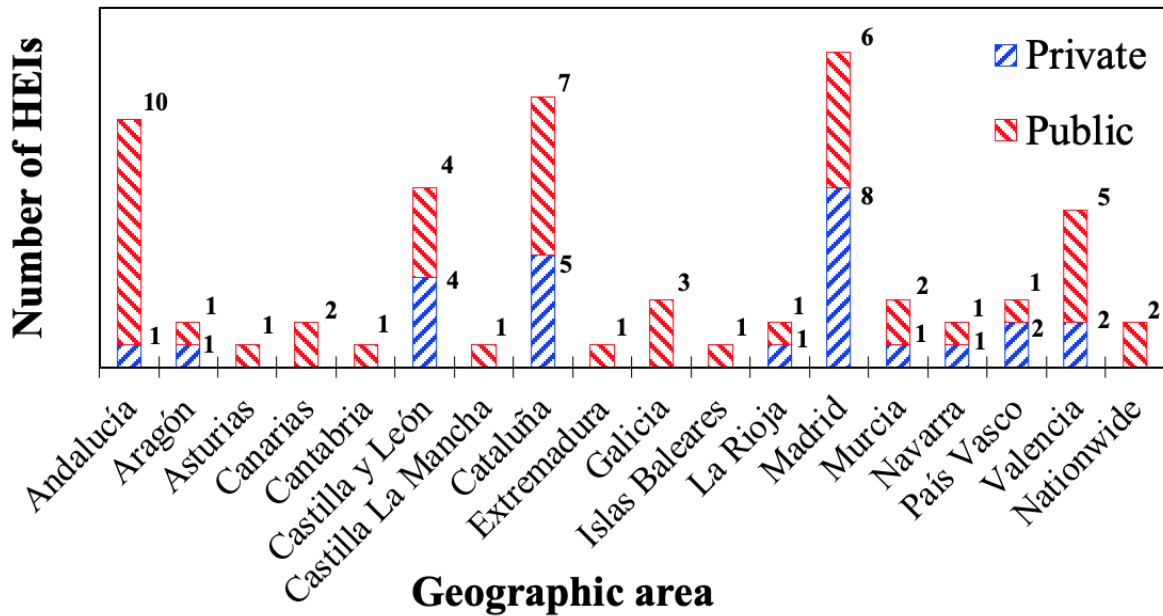 Number of HEIs
Private
Public
10
1
1
1
1
2
1
4
4
1
7
5
1
3
1
1
1
6
8
2
1
1
1
1
2
5
2
2
Andalucía
Aragón
Asturias
Canarias
Cantabria
Castilla y León
Castilla La Mancha
Cataluña
Extremadura
Galicia
Islas Baleares
La Rioja
Madrid
Murcia
Navarra
País Vasco
Valencia
Nationwide
Geographic area